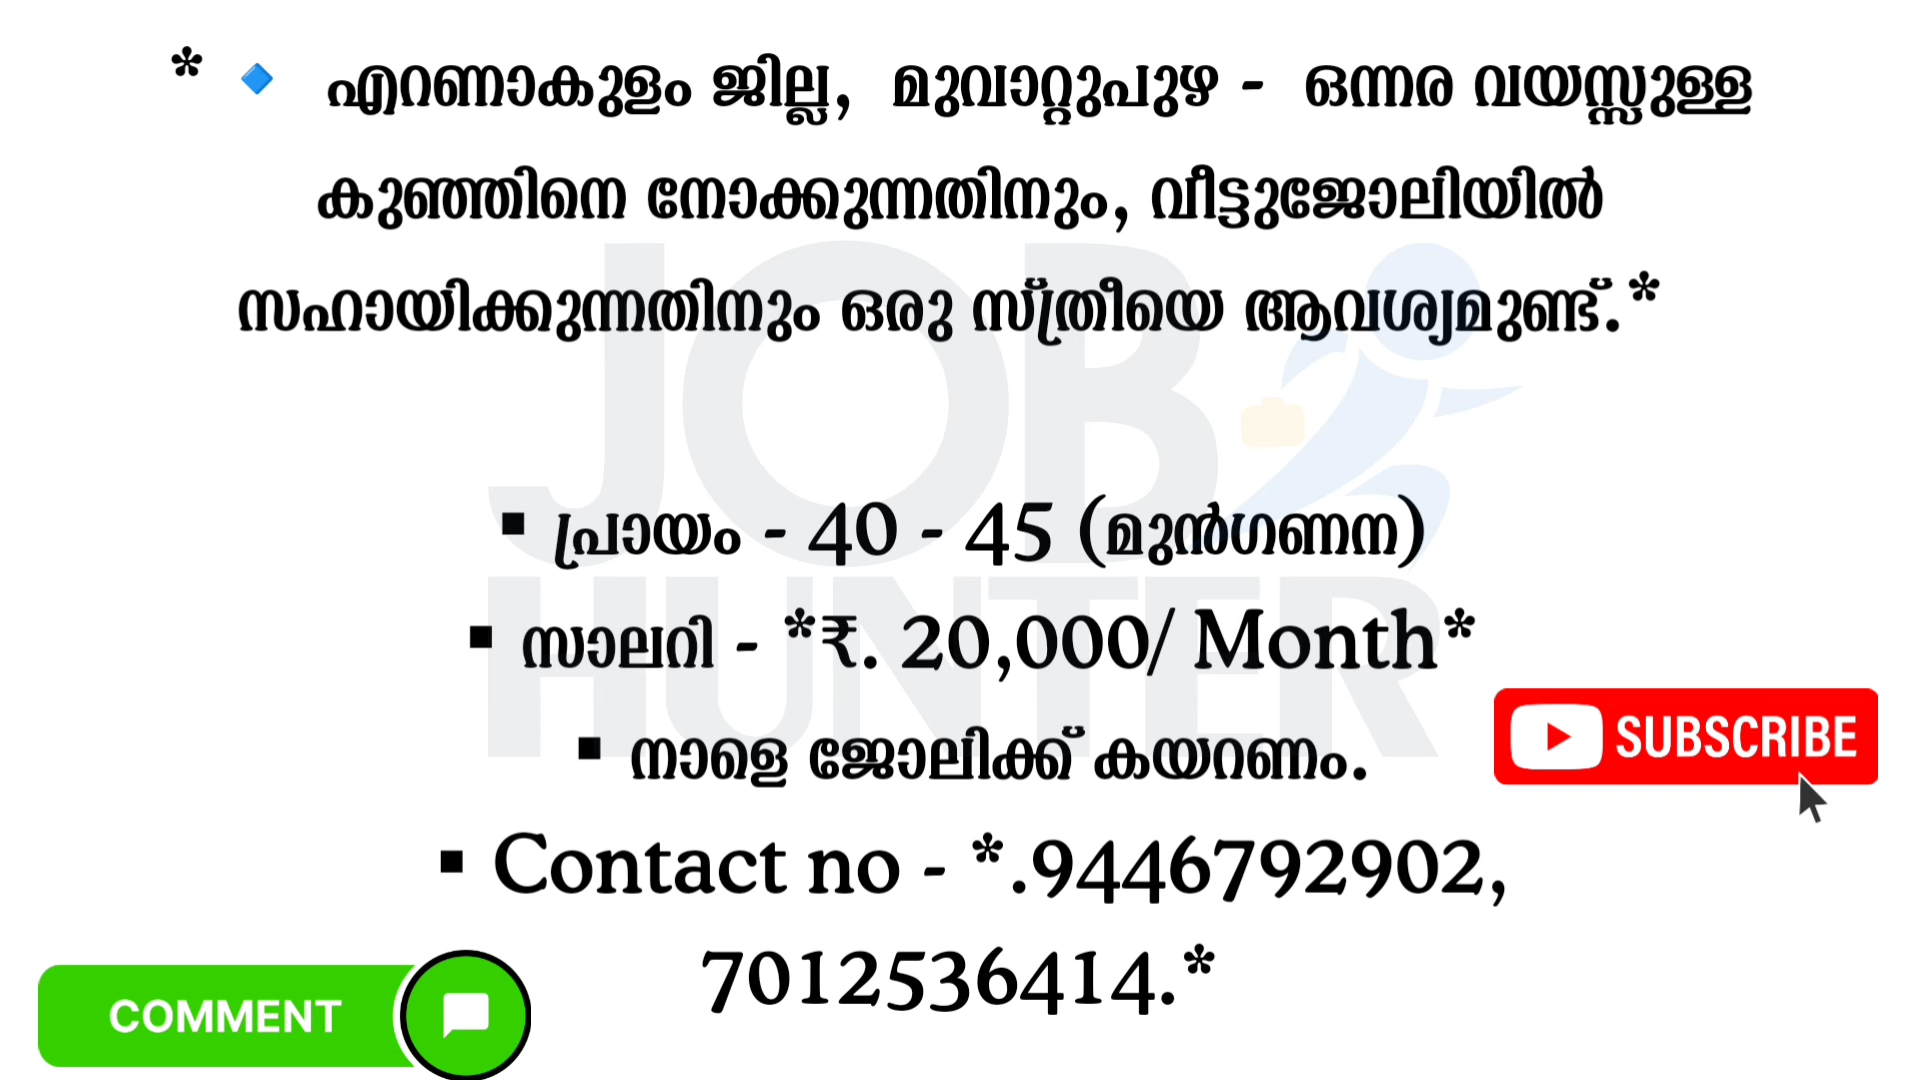 * 🔹 എറണാകുളം ജില്ല, മുവാറ്റുപുഴ - ഒന്നര വയസ്സുള്ള
കുഞ്ഞിനെ നോക്കുന്നതിനും, വീട്ടുജോലിയിൽ
സഹായിക്കുന്നതിനും ഒരു സ്ത്രീയെ ആവശ്യമുണ്ട്.*
JOB
HUNTER
▪ പ്രായം - 40 - 45 (മുൻഗണന)
▪ സാലറി - *₹. 20,000/ Month*
▪ നാളെ ജോലിക്ക് കയറണം.
SUBSCRIBE
▪ Contact no - *.9446792902,
7012536414.*
COMMENT